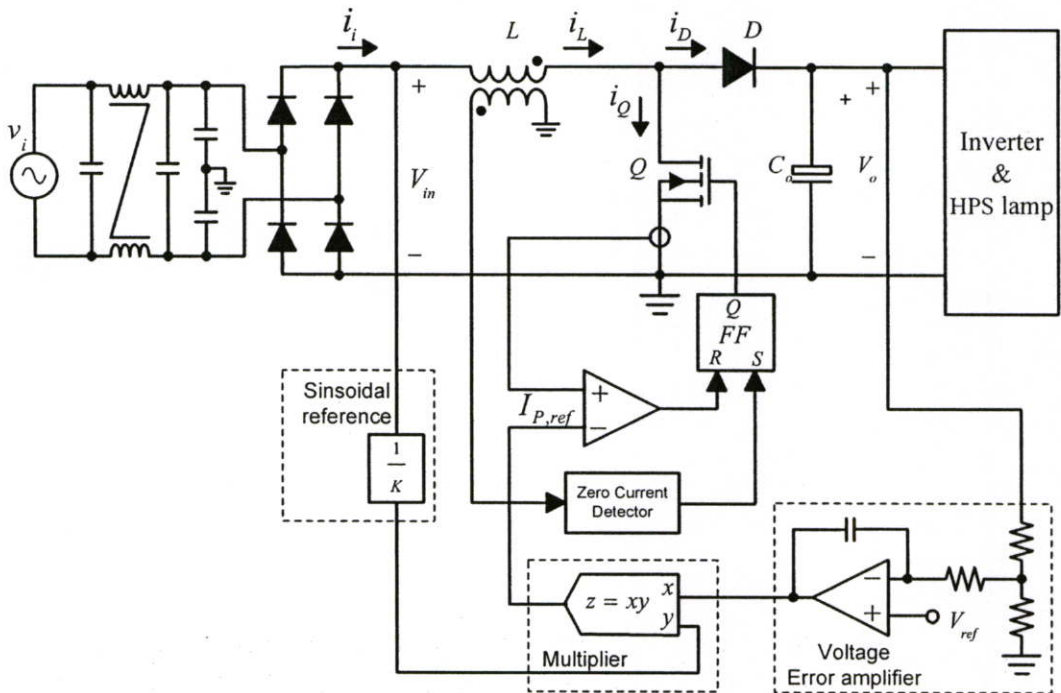 i_i
L
i_L
i_D
D
v_i
+
V_in
−
i_Q
Q
C_o
+
+
V_o
−
Inverter
&
HPS lamp
Q
FF
R S
Sinsoidal
reference
1
K
I_P,ref
+
−
Zero Current
Detector
z = xy
x
y
Multiplier
−
+
V_ref
Voltage
Error amplifier